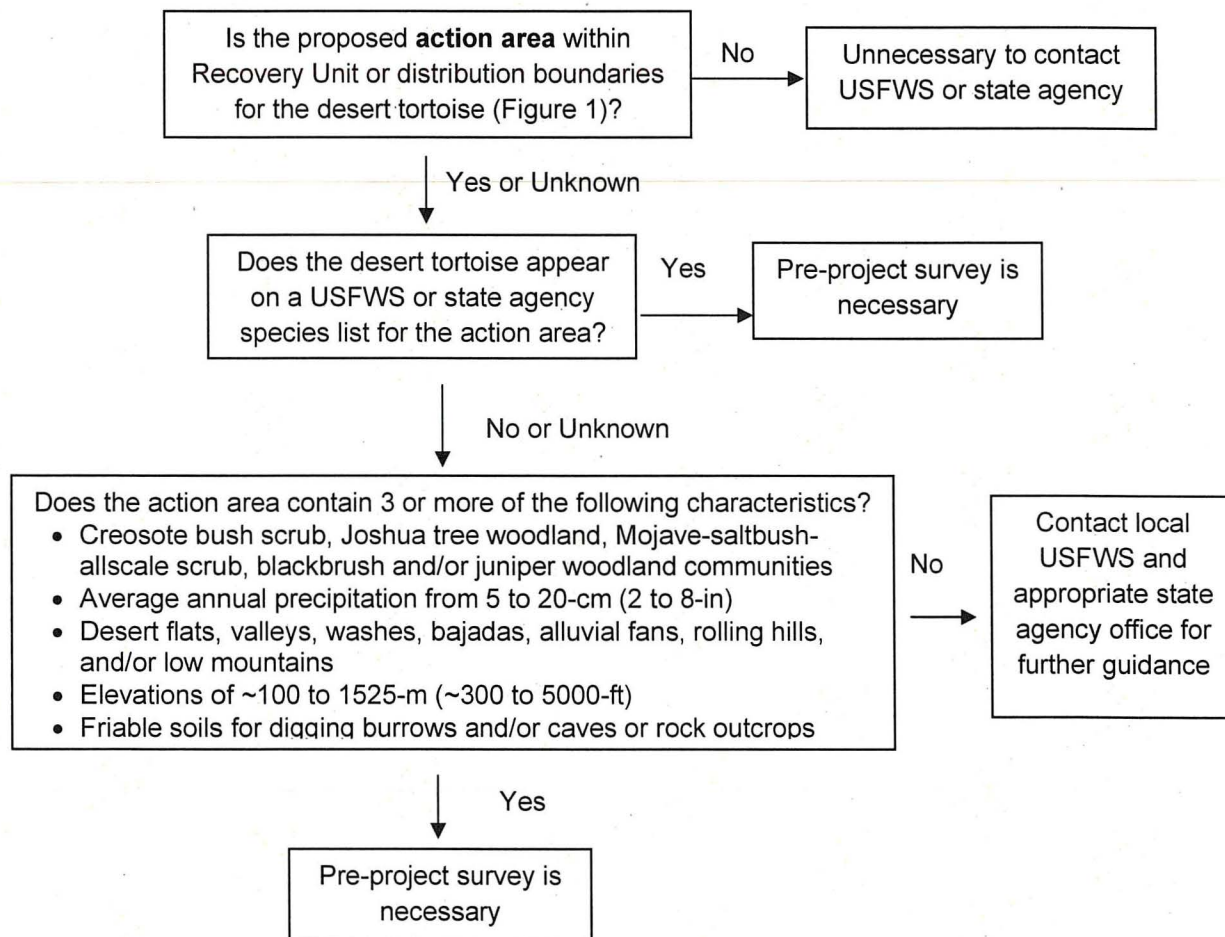 Is the proposed action area within
Recovery Unit or distribution boundaries
for the desert tortoise (Figure 1)?
No
Unnecessary to contact
USFWS or state agency
Yes or Unknown
Does the desert tortoise appear
on a USFWS or state agency
species list for the action area?
Yes
Pre-project survey is
necessary
No or Unknown
Does the action area contain 3 or more of the following characteristics?
• Creosote bush scrub, Joshua tree woodland, Mojave-saltbush-
allscale scrub, blackbrush and/or juniper woodland communities
• Average annual precipitation from 5 to 20-cm (2 to 8-in)
• Desert flats, valleys, washes, bajadas, alluvial fans, rolling hills,
and/or low mountains
• Elevations of ~100 to 1525-m (~300 to 5000-ft)
• Friable soils for digging burrows and/or caves or rock outcrops
No
Contact local
USFWS and
appropriate state
agency office for
further guidance
Yes
Pre-project survey is
necessary